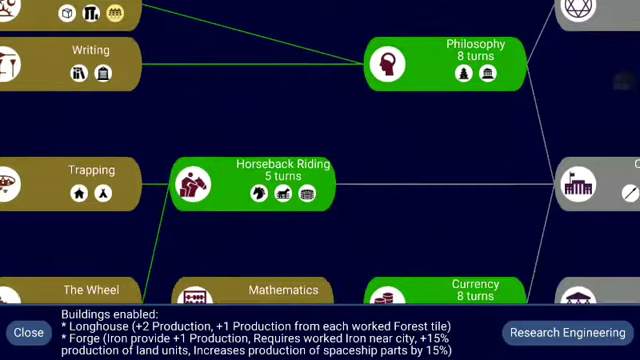 Writing
Philosophy
8 turns
Trapping
Horseback Riding
5 turns
The Wheel
Mathematics
Currency
8 turns
Buildings enabled:
* Longhouse (+2 Production, +1 Production from each worked Forest tile)
* Forge (Iron provide +1 Production, Requires worked Iron near city, +15%
production of land units, Increases production of spaceship parts by 15%)
Close
Research Engineering